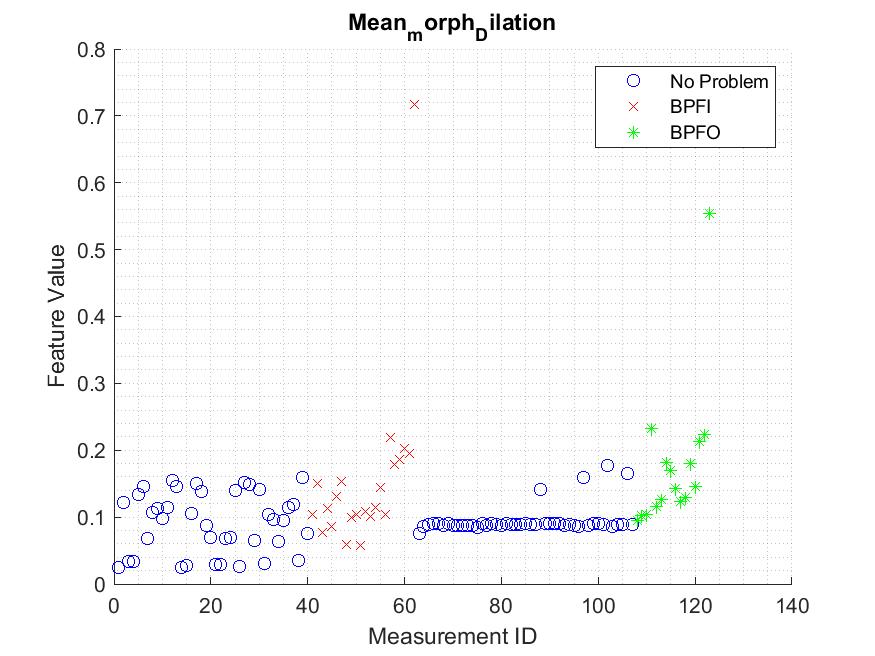 Mean_morph_Dilation
No Problem
BPFI
BPFO
Feature Value
0.8
0.7
0.6
0.5
0.4
0.3
0.2
0.1
0
0 20 40 60 80 100 120 140
Measurement ID